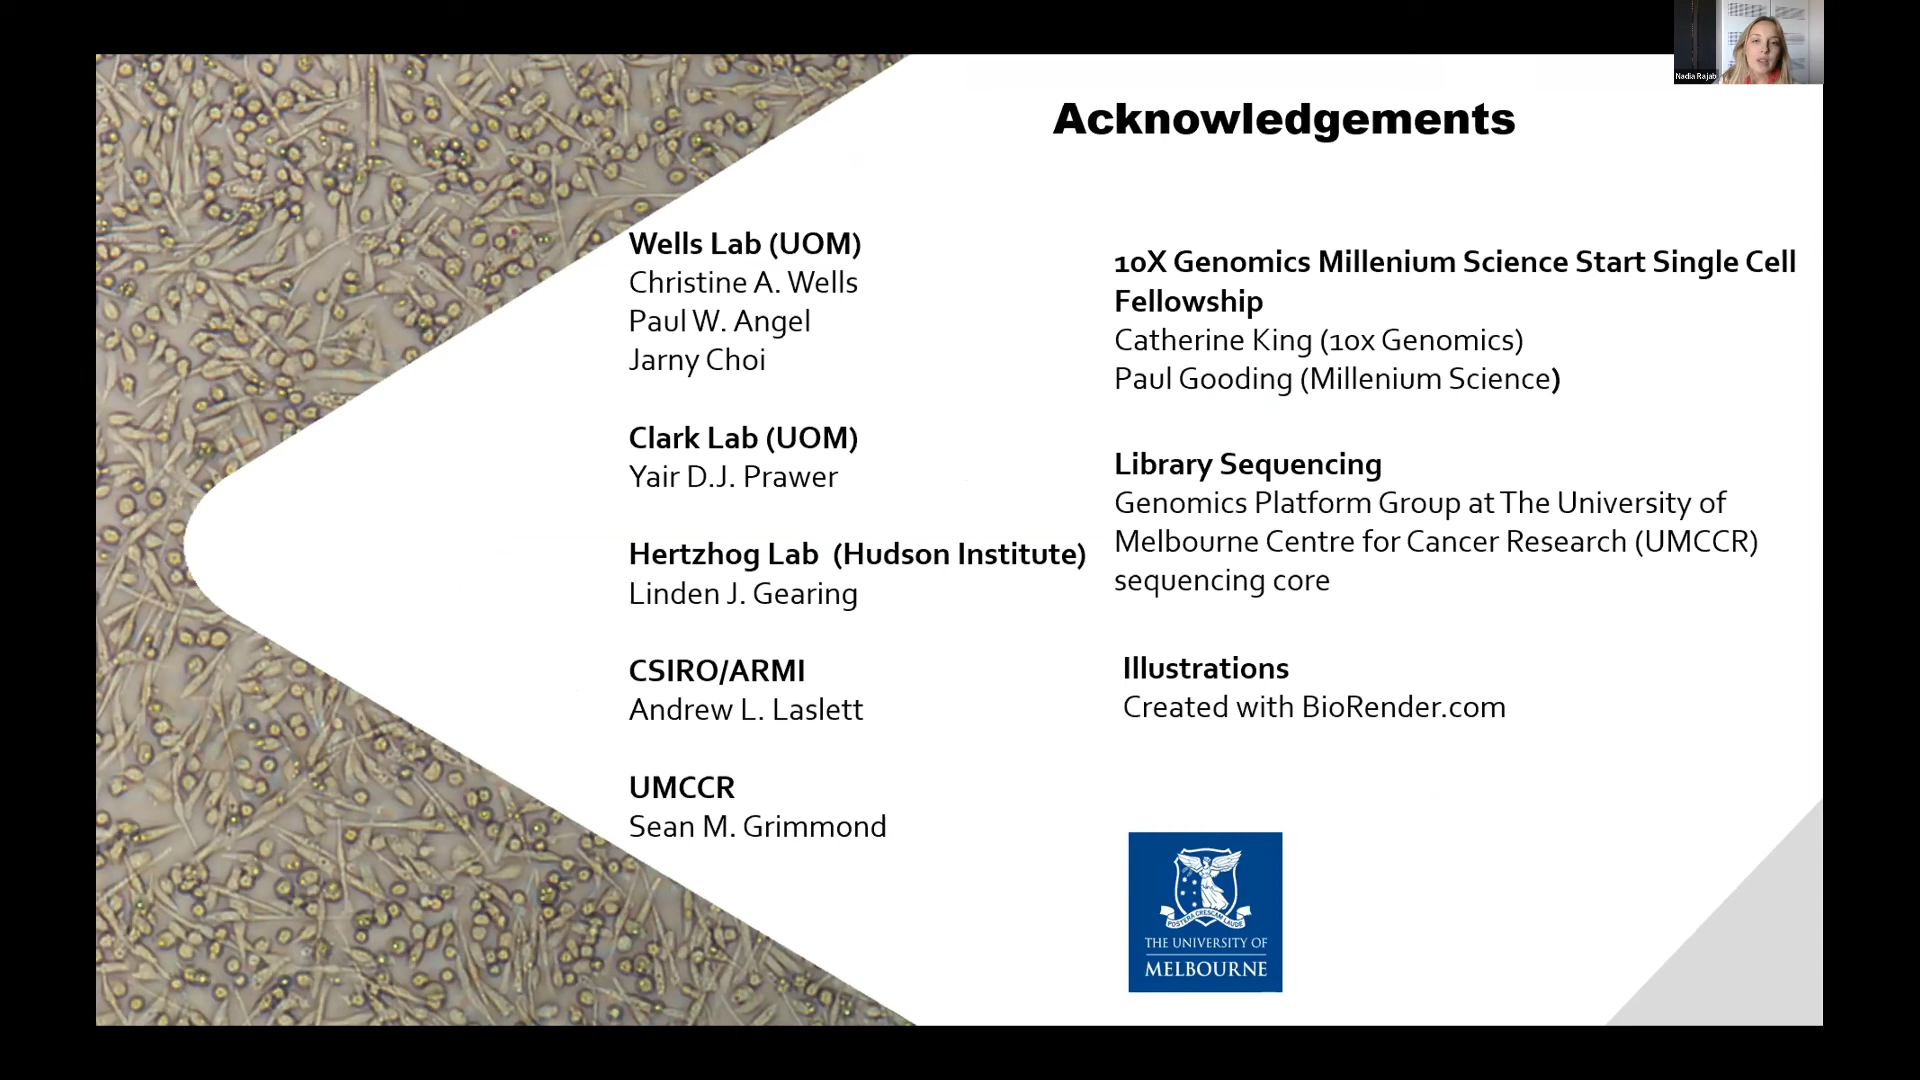 Nadia Rajab
Acknowledgements
Wells Lab (UOM)
Christine A. Wells
Paul W. Angel
Jarny Choi
Clark Lab (UOM)
Yair D.J. Prawer
Hertzhog Lab  (Hudson Institute)
Linden J. Gearing
CSIRO/ARMI
Andrew L. Laslett
UMCCR
Sean M. Grimmond
10X Genomics Millenium Science Start Single Cell
Fellowship
Catherine King (10x Genomics)
Paul Gooding (Millenium Science)
Library Sequencing
Genomics Platform Group at The University of
Melbourne Centre for Cancer Research (UMCCR)
sequencing core
Illustrations
Created with BioRender.com
POSTERA CRESCAM LAUDE
THE UNIVERSITY OF
MELBOURNE